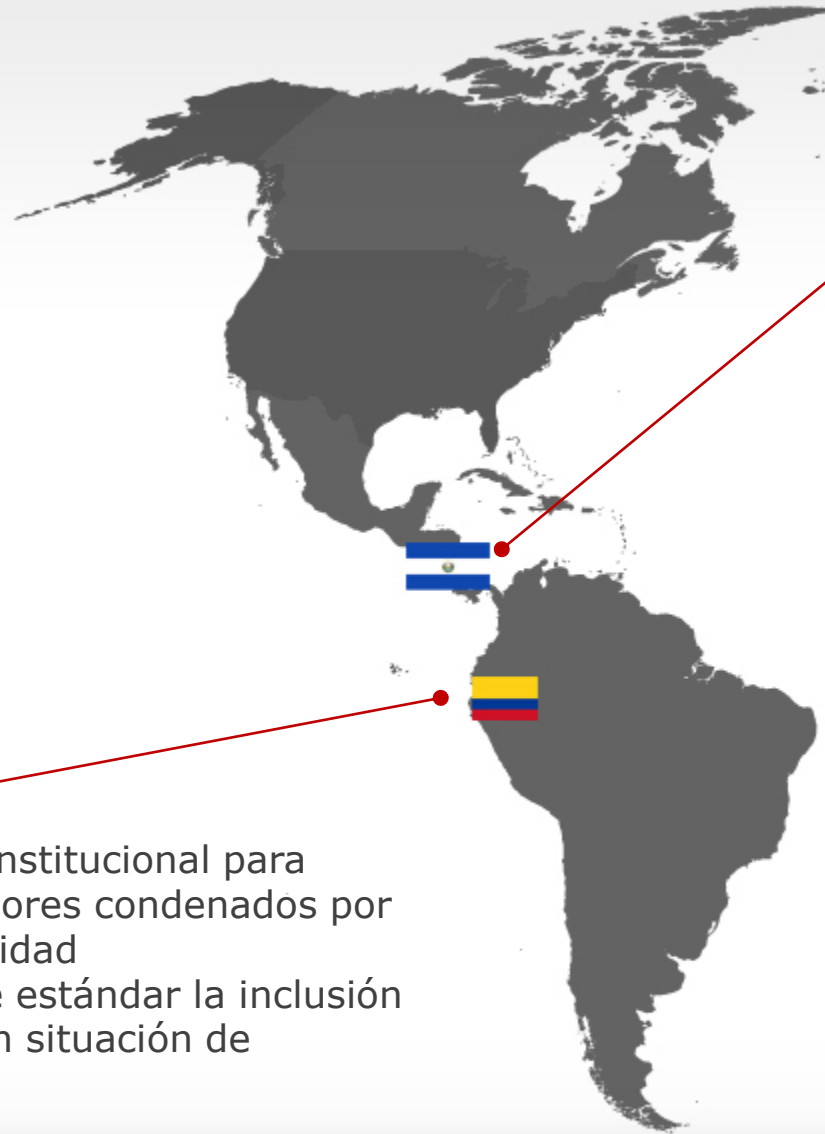 nstitucional para
ores condenados por
idad
e estándar la inclusión
n situación de